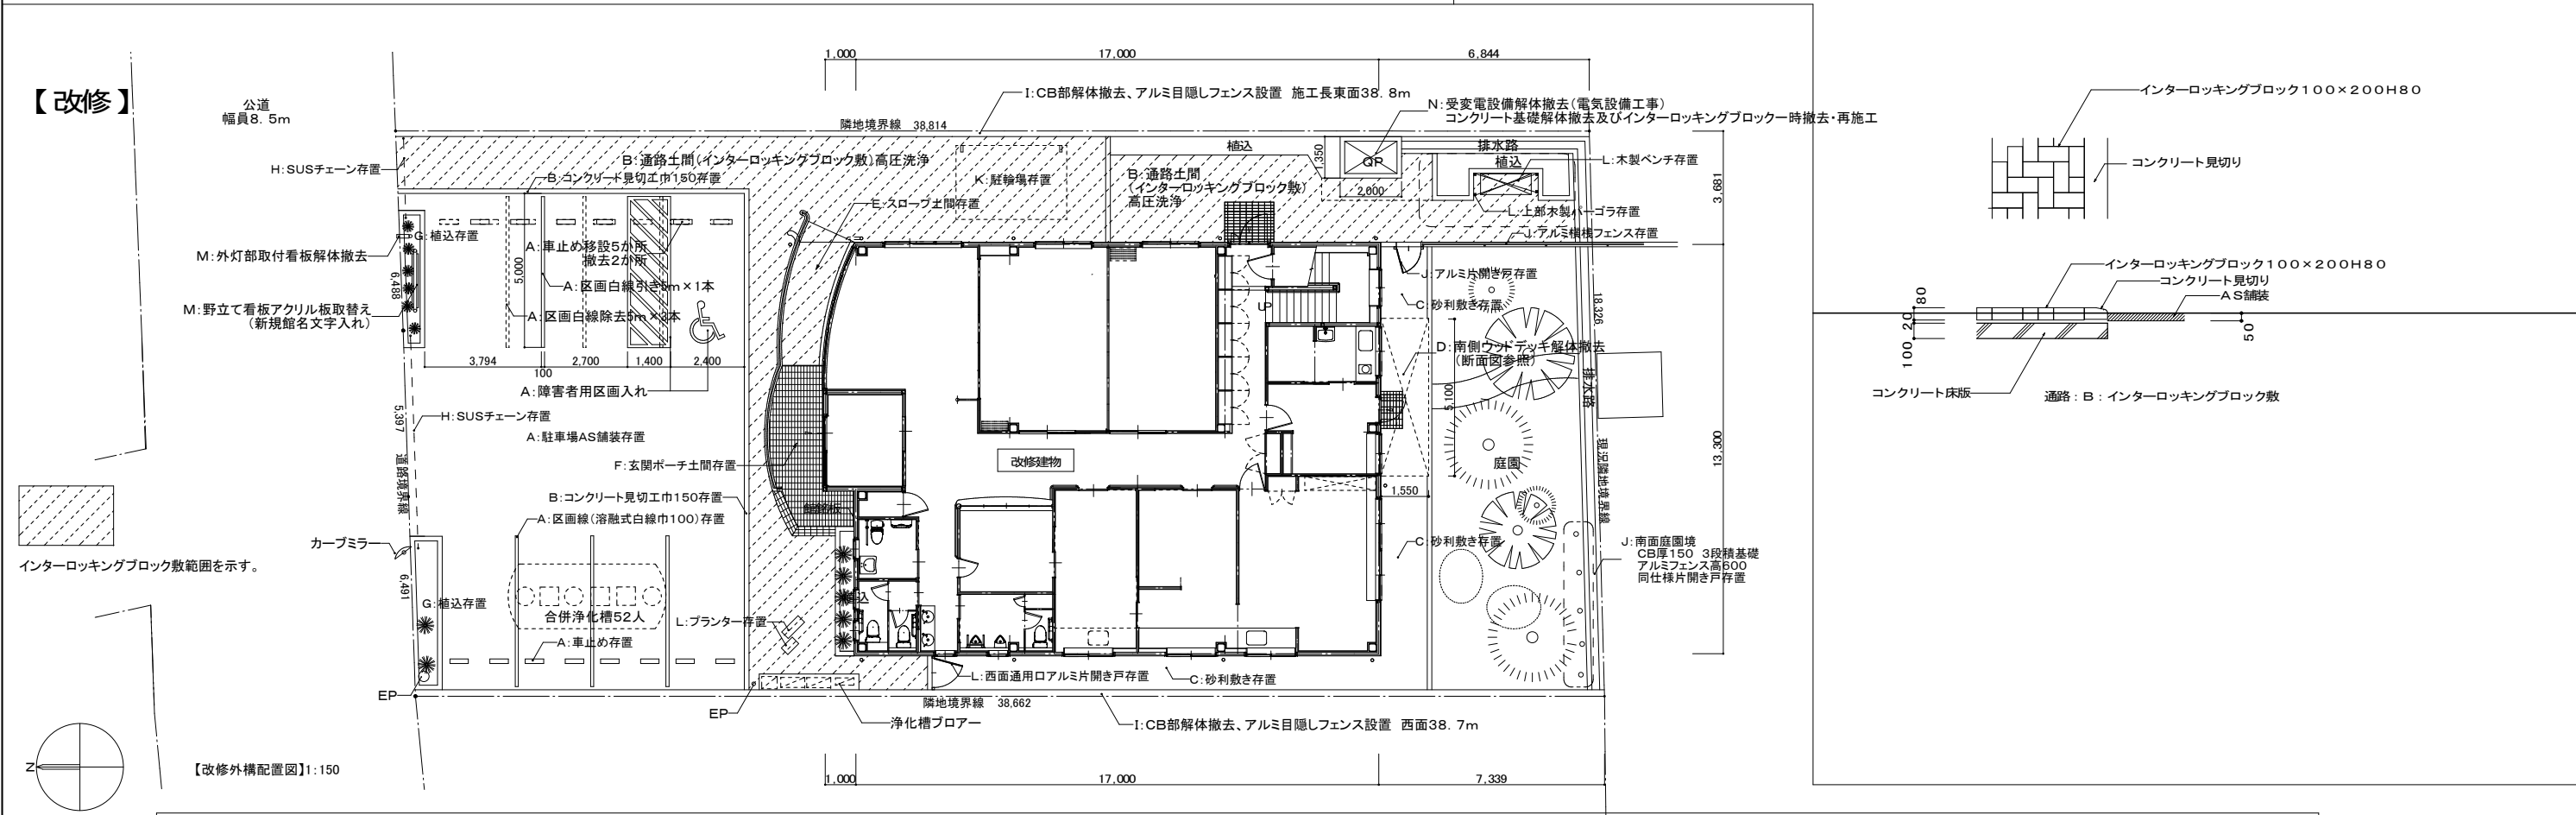 【改修】
公道
幅員8.5m
1,000
17,000
6,844
I:CB部解体撤去、アルミ目隠しフェンス設置 施工長東面38.8m
N:受変電設備解体撤去(電気設備工事)
コンクリート基礎解体撤去及びインターロッキングブロック一時撤去・再施工
隣地境界線 38,814
H:SUSチェーン存置
B:通路土間(インターロッキングブロック敷)高圧洗浄
B:コンクリート見切工巾150存置
K:駐輪場存置
植込
1,350
QP
2,000
排水路
植込
L:木製ベンチ存置
B:通路土間
(インターロッキングブロック敷)
高圧洗浄
L:上部木製パーゴラ存置
J:アルミ横桟フェンス存置
3,681
E:スロープ土間存置
G:植込存置
M:外灯部取付看板解体撤去
A:車止め移設5か所
撤去2か所
5,000
6,488
A:区画白線引き5m×1本
M:野立て看板アクリル板取替え
(新規館名文字入れ)
A:区画白線除去5m×2本
3,794
100
2,700
1,400
2,400
A:障害者用区画入れ
J:アルミ片開き戸存置
C:砂利敷き存置
UP
18,326
D:南側ウッドデッキ解体撤去
(断面図参照)
排水路
5,100
5,397
H:SUSチェーン存置
A:駐車場AS舗装存置
道路境界線
F:玄関ポーチ土間存置
改修建物
庭園
現況隣地境界線
13,300
1,550
B:コンクリート見切工巾150存置
A:区画線(溶融式白線巾100)存置
カーブミラー
インターロッキングブロック敷範囲を示す。
6,491
G:植込存置
合併浄化槽52人
A:車止め存置
L:プランター存置
C:砂利敷き存置
J:南面庭園境
CB厚150 3段積基礎
アルミフェンス高600
同仕様片開き戸存置
EP
EP
L:西面通用口アルミ片開き戸存置
C:砂利敷き存置
隣地境界線 38,662
浄化槽ブロアー
I:CB部解体撤去、アルミ目隠しフェンス設置 西面38.7m
Z
【改修外構配置図】1:150
1,000
17,000
7,339
インターロッキングブロック100×200H80
コンクリート見切り
インターロッキングブロック100×200H80
コンクリート見切り
AS舗装
80
20
100
50
コンクリート床版
通路:B:インターロッキングブロック敷